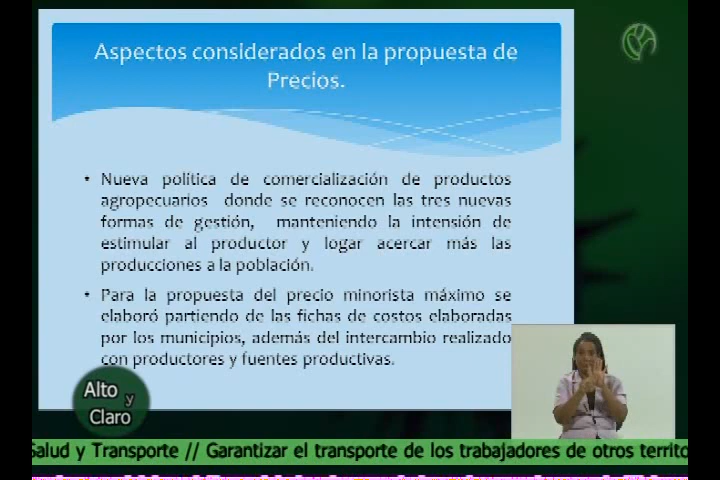 Aspectos considerados en la propuesta de
Precios.
• Nueva política de comercialización de productos
agropecuarios donde se reconocen las tres nuevas
formas de gestión, manteniendo la intensión de
estimular al productor y logar acercar más las
producciones a la población.
• Para la propuesta del precio minorista máximo se
elaboró partiendo de las fichas de costos elaboradas
por los municipios, además del intercambio realizado
con productores y fuentes productivas.
Alto
y
Claro
Salud y Transporte // Garantizar el transporte de los trabajadores de otros territo